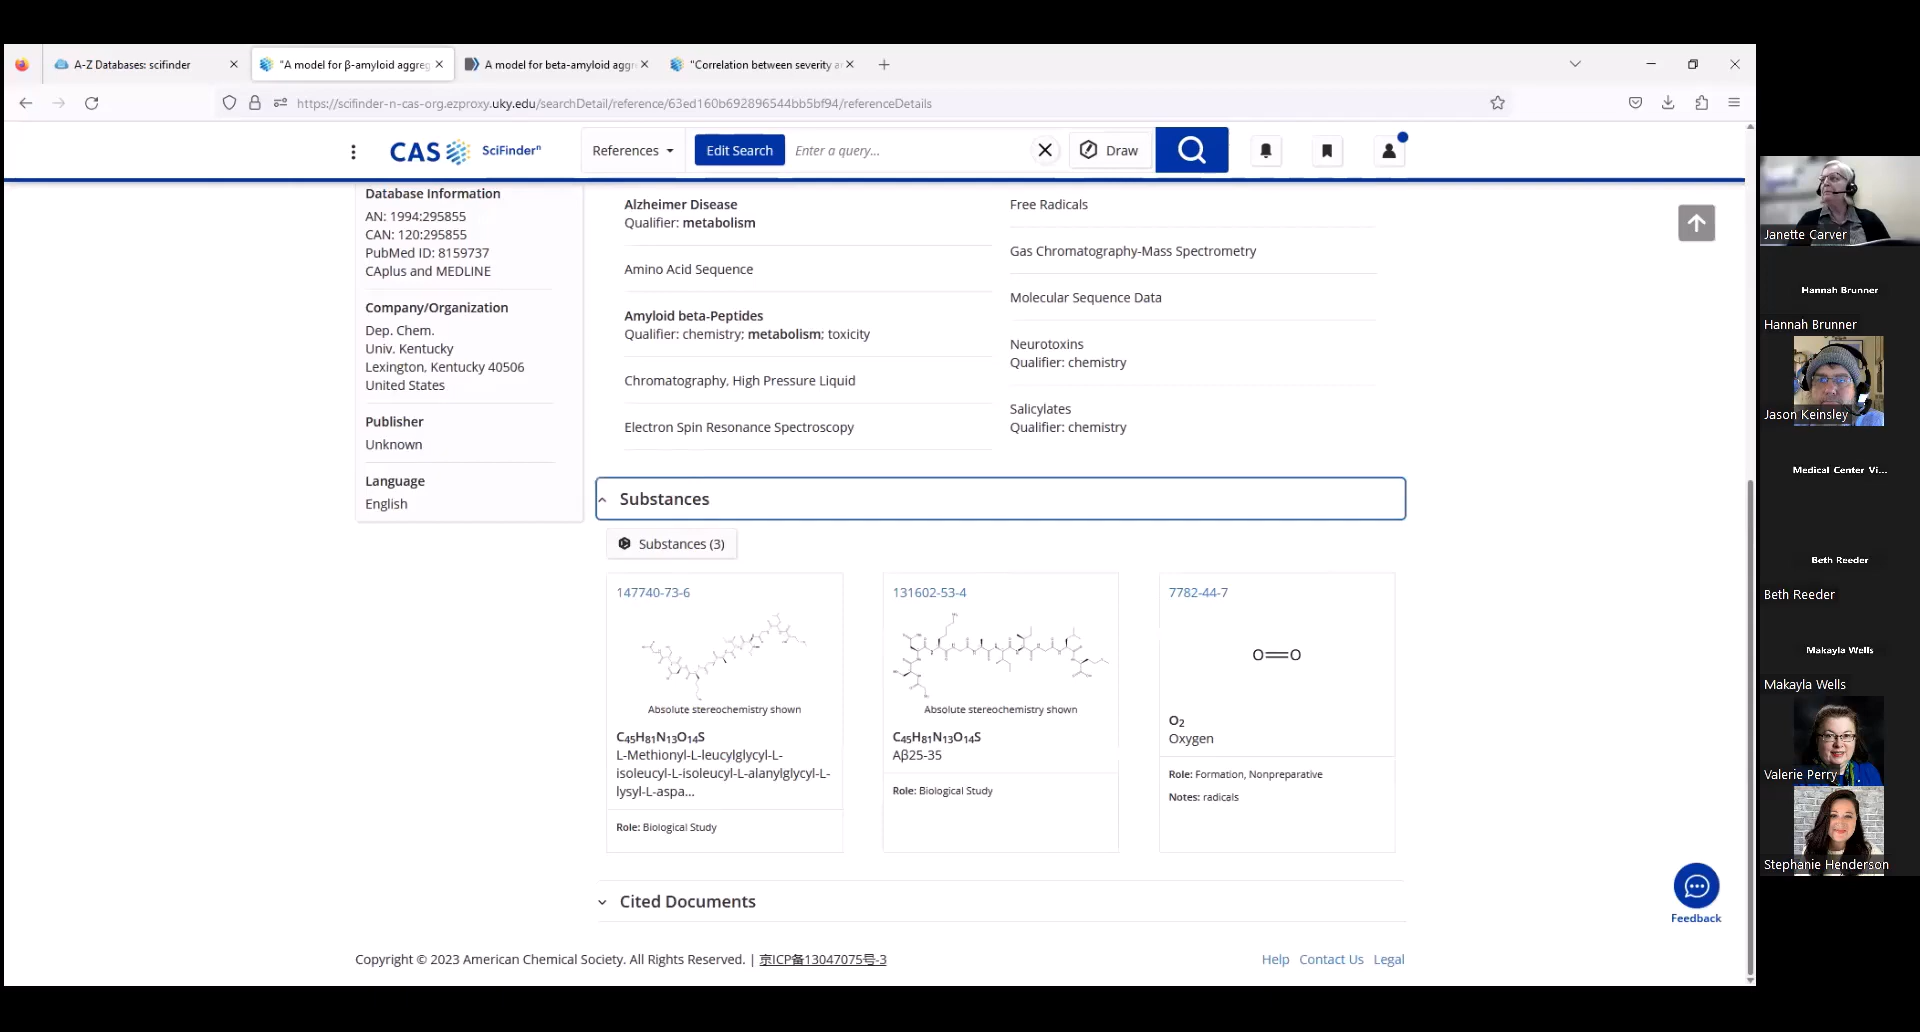 A-Z Databases: scifinder
"A model for β-amyloid aggreg
A model for beta-amyloid aggr
"Correlation between severity a
https://scifinder-n-cas-org.ezproxy.uky.edu/searchDetail/reference/63ed160b692896544bb5bf94/referenceDetails
CAS SciFinderⁿ
References
Edit Search
Enter a query...
Draw
Database Information
AN: 1994:295855
CAN: 120:295855
PubMed ID: 8159737
CAplus and MEDLINE
Company/Organization
Dep. Chem.
Univ. Kentucky
Lexington, Kentucky 40506
United States
Publisher
Unknown
Language
English
Alzheimer Disease
Qualifier: metabolism
Amino Acid Sequence
Amyloid beta-Peptides
Qualifier: chemistry; metabolism; toxicity
Chromatography, High Pressure Liquid
Electron Spin Resonance Spectroscopy
Free Radicals
Gas Chromatography-Mass Spectrometry
Molecular Sequence Data
Neurotoxins
Qualifier: chemistry
Salicylates
Qualifier: chemistry
Substances
Substances (3)
147740-73-6
Absolute stereochemistry shown
C45H81N13O14S
L-Methionyl-L-leucylglycyl-L-
isoleucyl-L-isoleucyl-L-alanylglycyl-L-
lysyl-L-aspa...
Role: Biological Study
131602-53-4
Absolute stereochemistry shown
C45H81N13O14S
Aβ25-35
Role: Biological Study
7782-44-7
O=O
O2
Oxygen
Role: Formation, Nonpreparative
Notes: radicals
Cited Documents
Feedback
Copyright © 2023 American Chemical Society. All Rights Reserved. | 京ICP备13047075号-3
Help Contact Us Legal
Janette Carver
Hannah Brunner
Hannah Brunner
Jason Keinsley
Medical Center Vi...
Beth Reeder
Beth Reeder
Makayla Wells
Makayla Wells
Valerie Perry
Stephanie Henderson